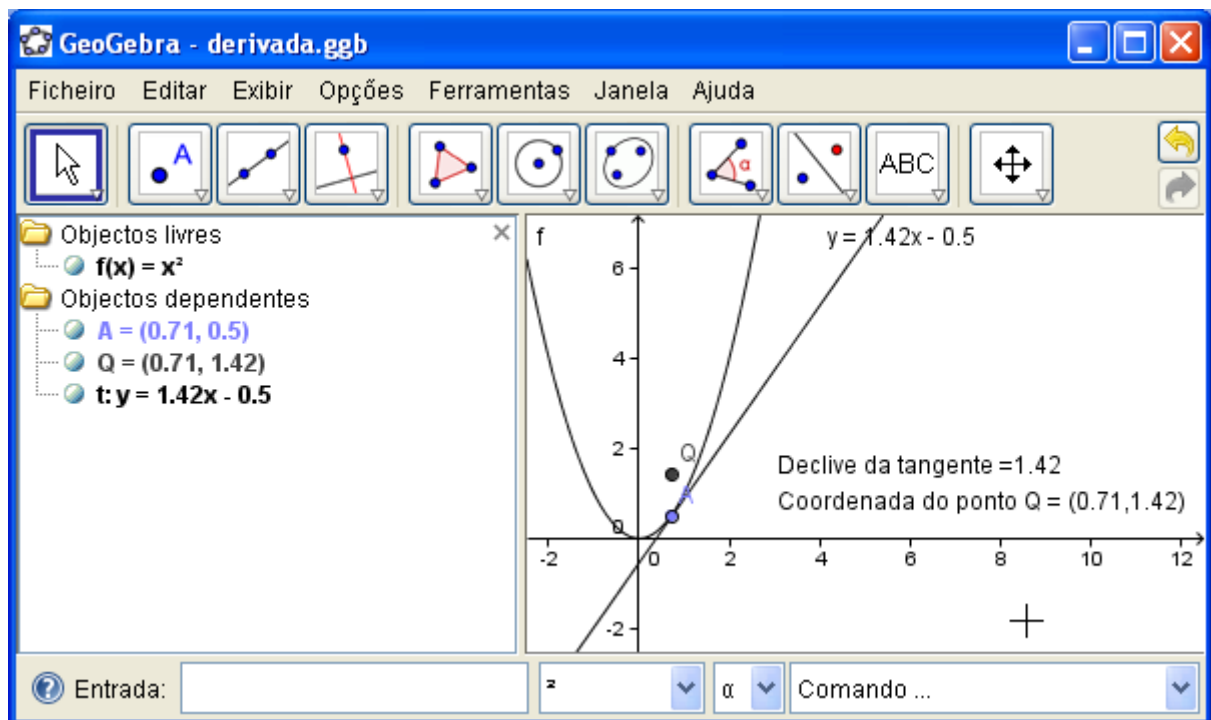 GeoGebra - derivada.ggb
Ficheiro Editar Exibir Opções Ferramentas Janela Ajuda
A α ABC
Objectos livres
f(x) = x²
Objectos dependentes
A = (0.71, 0.5)
Q = (0.71, 1.42)
t: y = 1.42x - 0.5
f
y = 1.42x - 0.5
6
4
2
Q
A
Declive da tangente =1.42
Coordenada do ponto Q = (0.71,1.42)
0
-2 0 2 4 6 8 10 12
-2
Entrada: ² α Comando ...